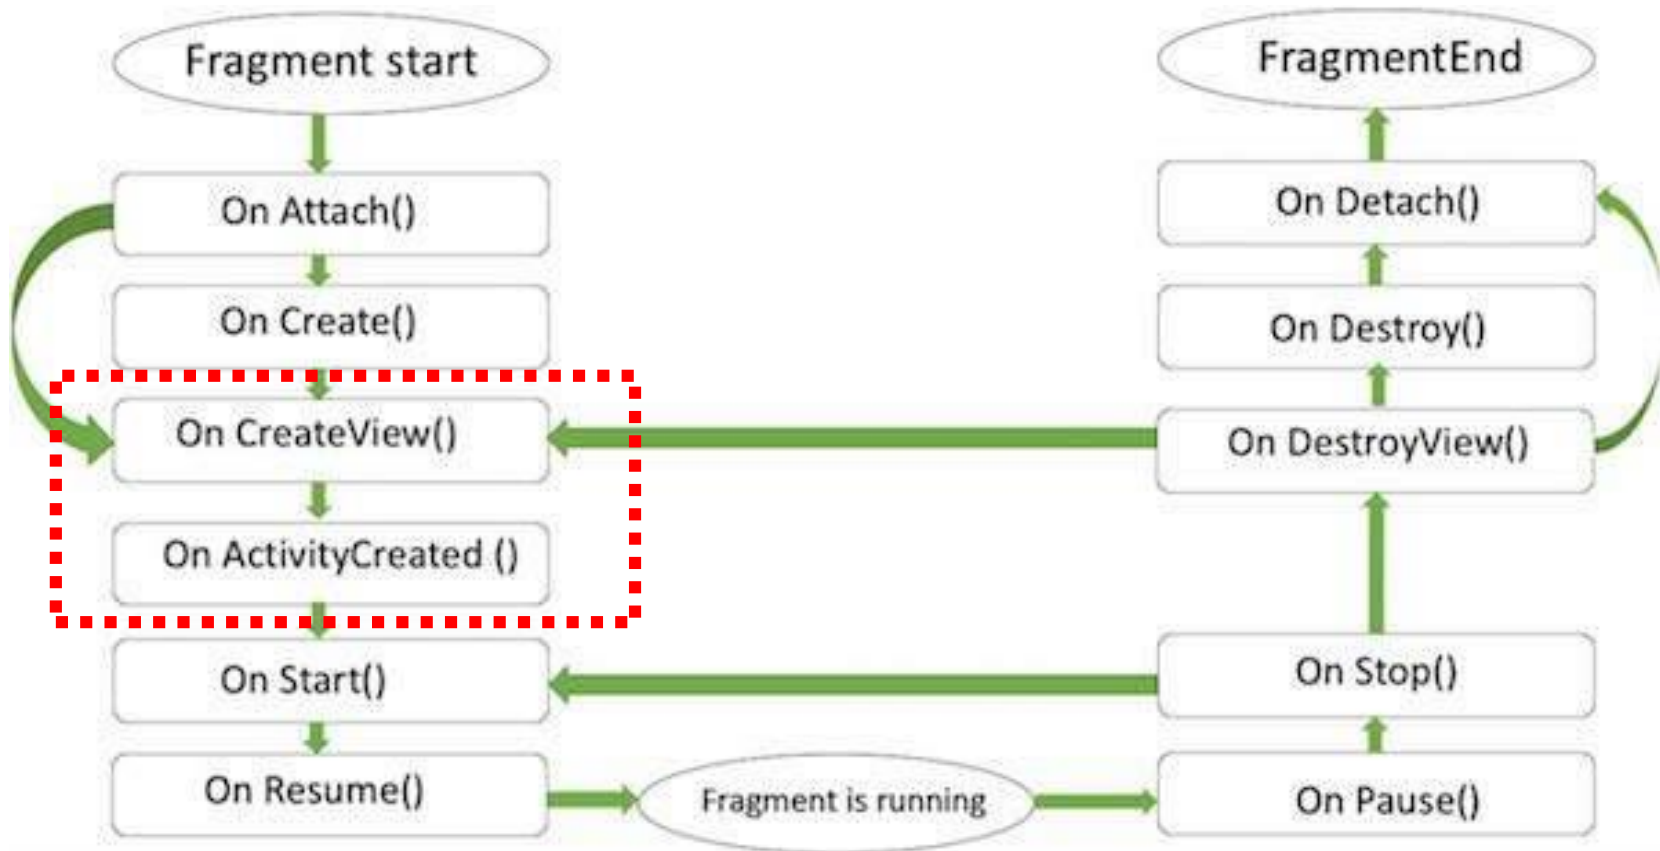 Fragment start
On Attach()
On Create()
On CreateView()
On ActivityCreated ()
On Start()
On Resume()
Fragment is running
On Pause()
On Stop()
On DestroyView()
On Destroy()
On Detach()
FragmentEnd